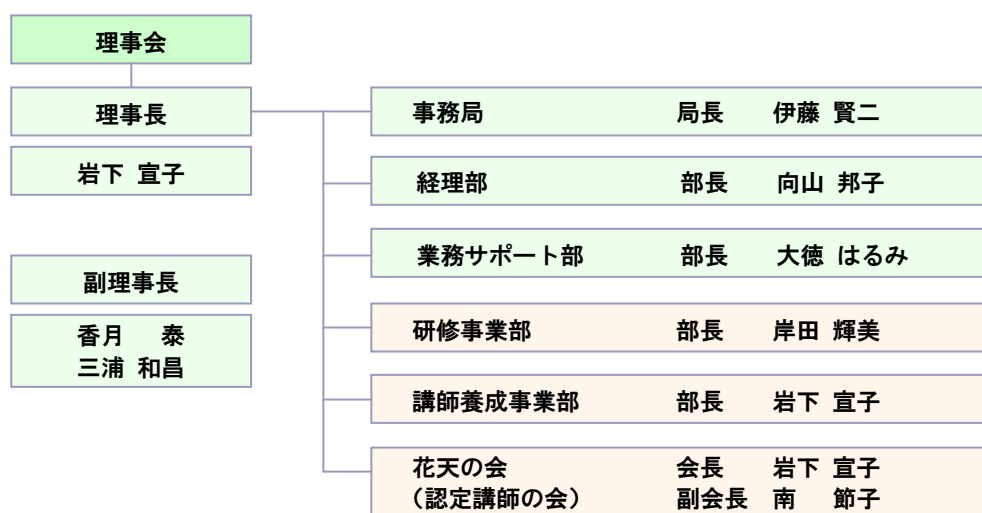 理事会
理事長
岩下 宣子
副理事長
香月 泰
三浦 和昌
事務局 局長 伊藤 賢二
経理部 部長 向山 邦子
業務サポート部 部長 大徳 はるみ
研修事業部 部長 岸田 輝美
講師養成事業部 部長 岩下 宣子
花天の会 会長 岩下 宣子
（認定講師の会） 副会長 南 節子